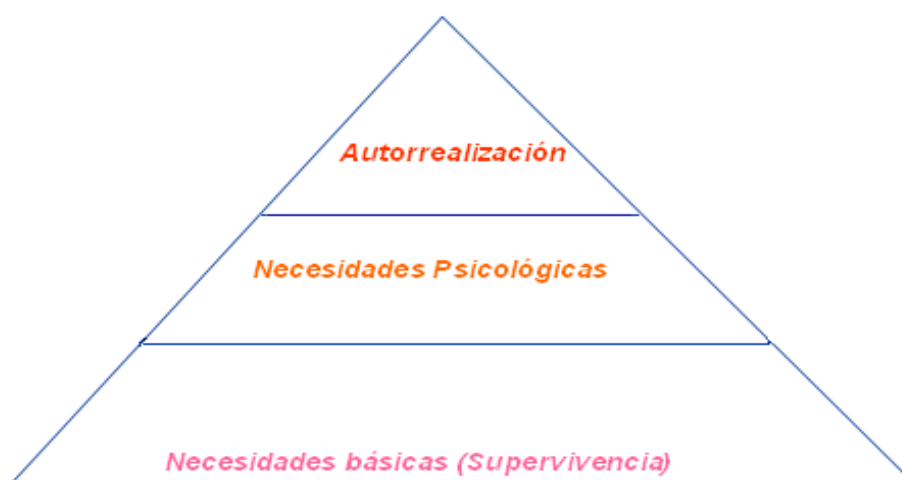 Autorrealización
Necesidades Psicológicas
Necesidades básicas (Supervivencia)